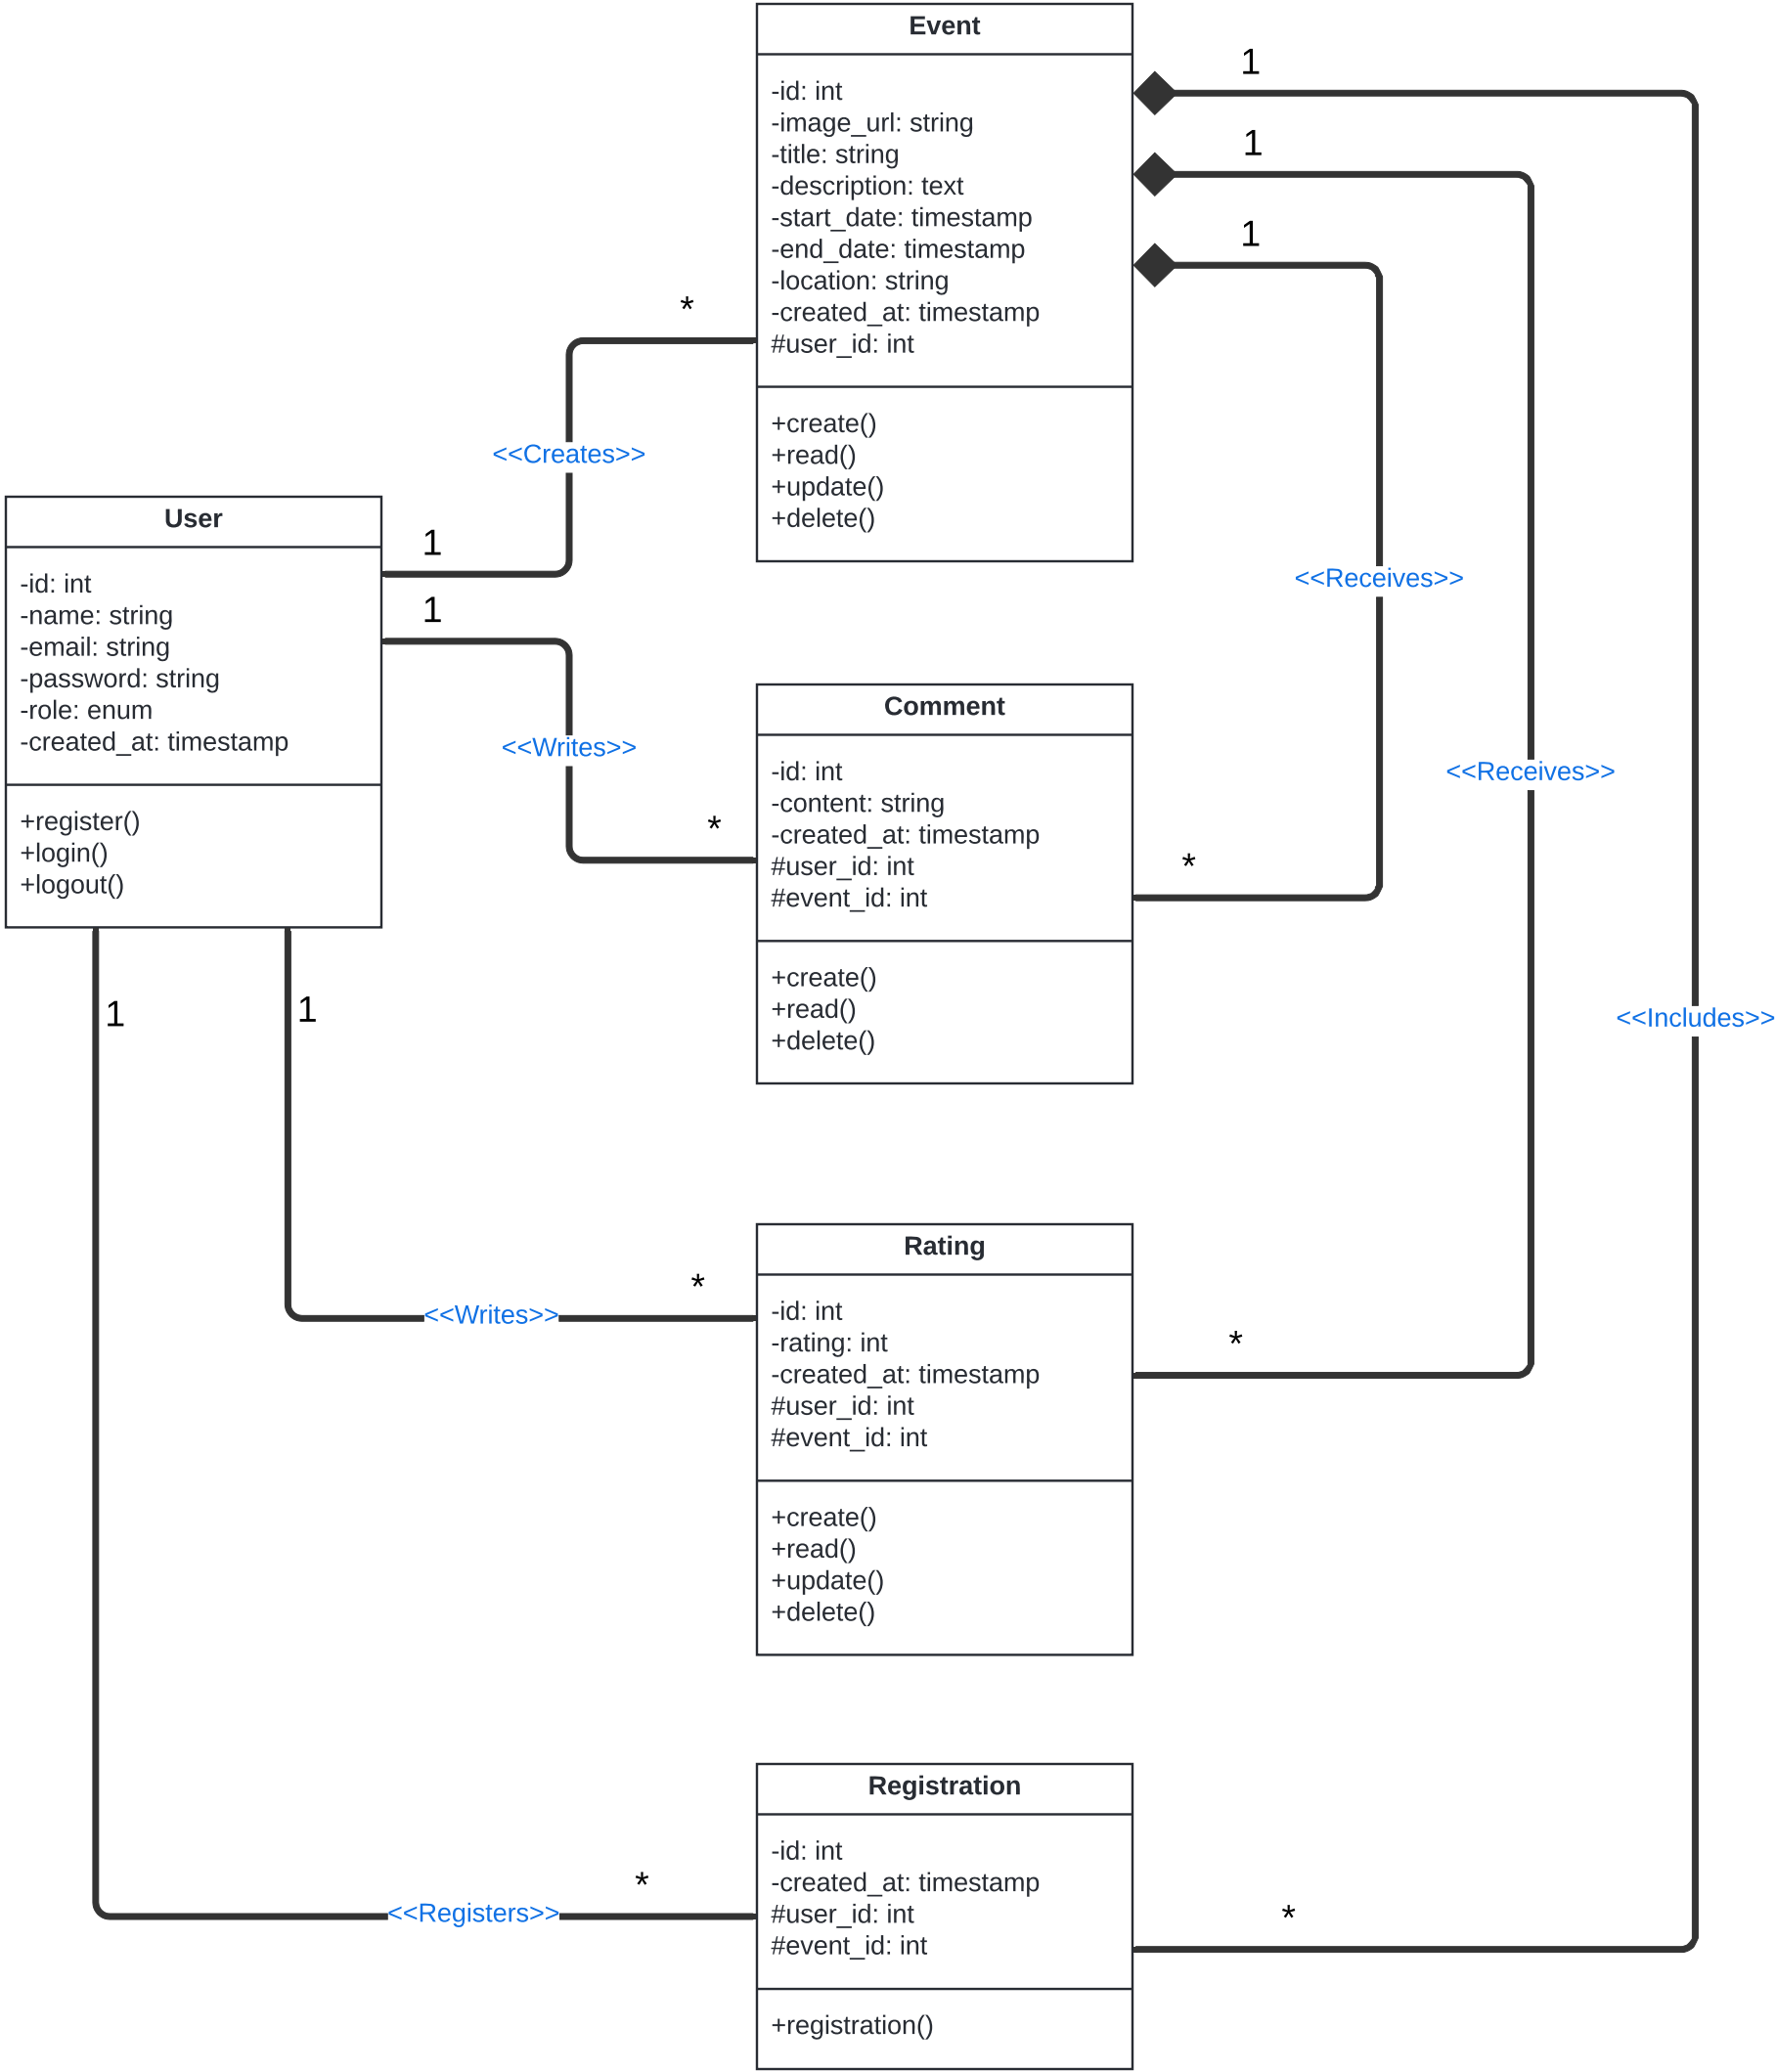 Event
-id: int
-image_url: string
-title: string
-description: text
-start_date: timestamp
-end_date: timestamp
-location: string
-created_at: timestamp
#user_id: int
+create()
+read()
+update()
+delete()
1
1
1
*
<<Creates>>
User
-id: int
-name: string
-email: string
-password: string
-role: enum
-created_at: timestamp
+register()
+login()
+logout()
1
1
<<Writes>>
*
<<Receives>>
Comment
-id: int
-content: string
-created_at: timestamp
#user_id: int
#event_id: int
+create()
+read()
+delete()
*
<<Receives>>
<<Includes>>
1
1
<<Writes>>
*
Rating
-id: int
-rating: int
-created_at: timestamp
#user_id: int
#event_id: int
+create()
+read()
+update()
+delete()
*
<<Registers>>
*
Registration
-id: int
-created_at: timestamp
#user_id: int
#event_id: int
+registration()
*